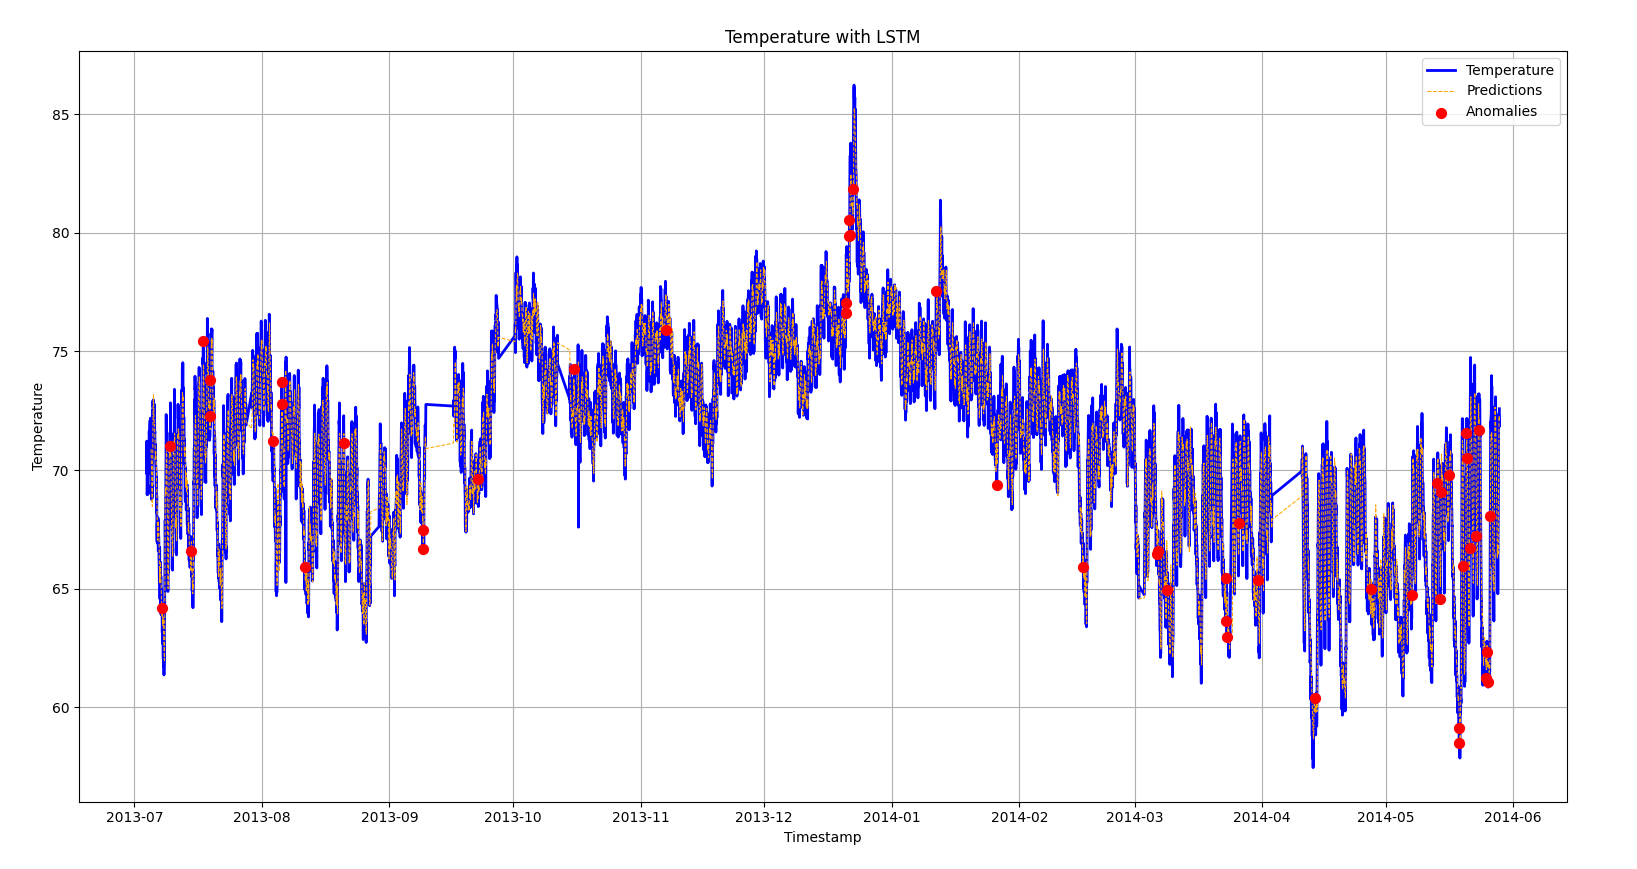 Temperature with LSTM
Temperature
Predictions
Anomalies
85
80
75
70
65
60
Temperature
2013-07 2013-08 2013-09 2013-10 2013-11 2013-12 2014-01 2014-02 2014-03 2014-04 2014-05 2014-06
Timestamp